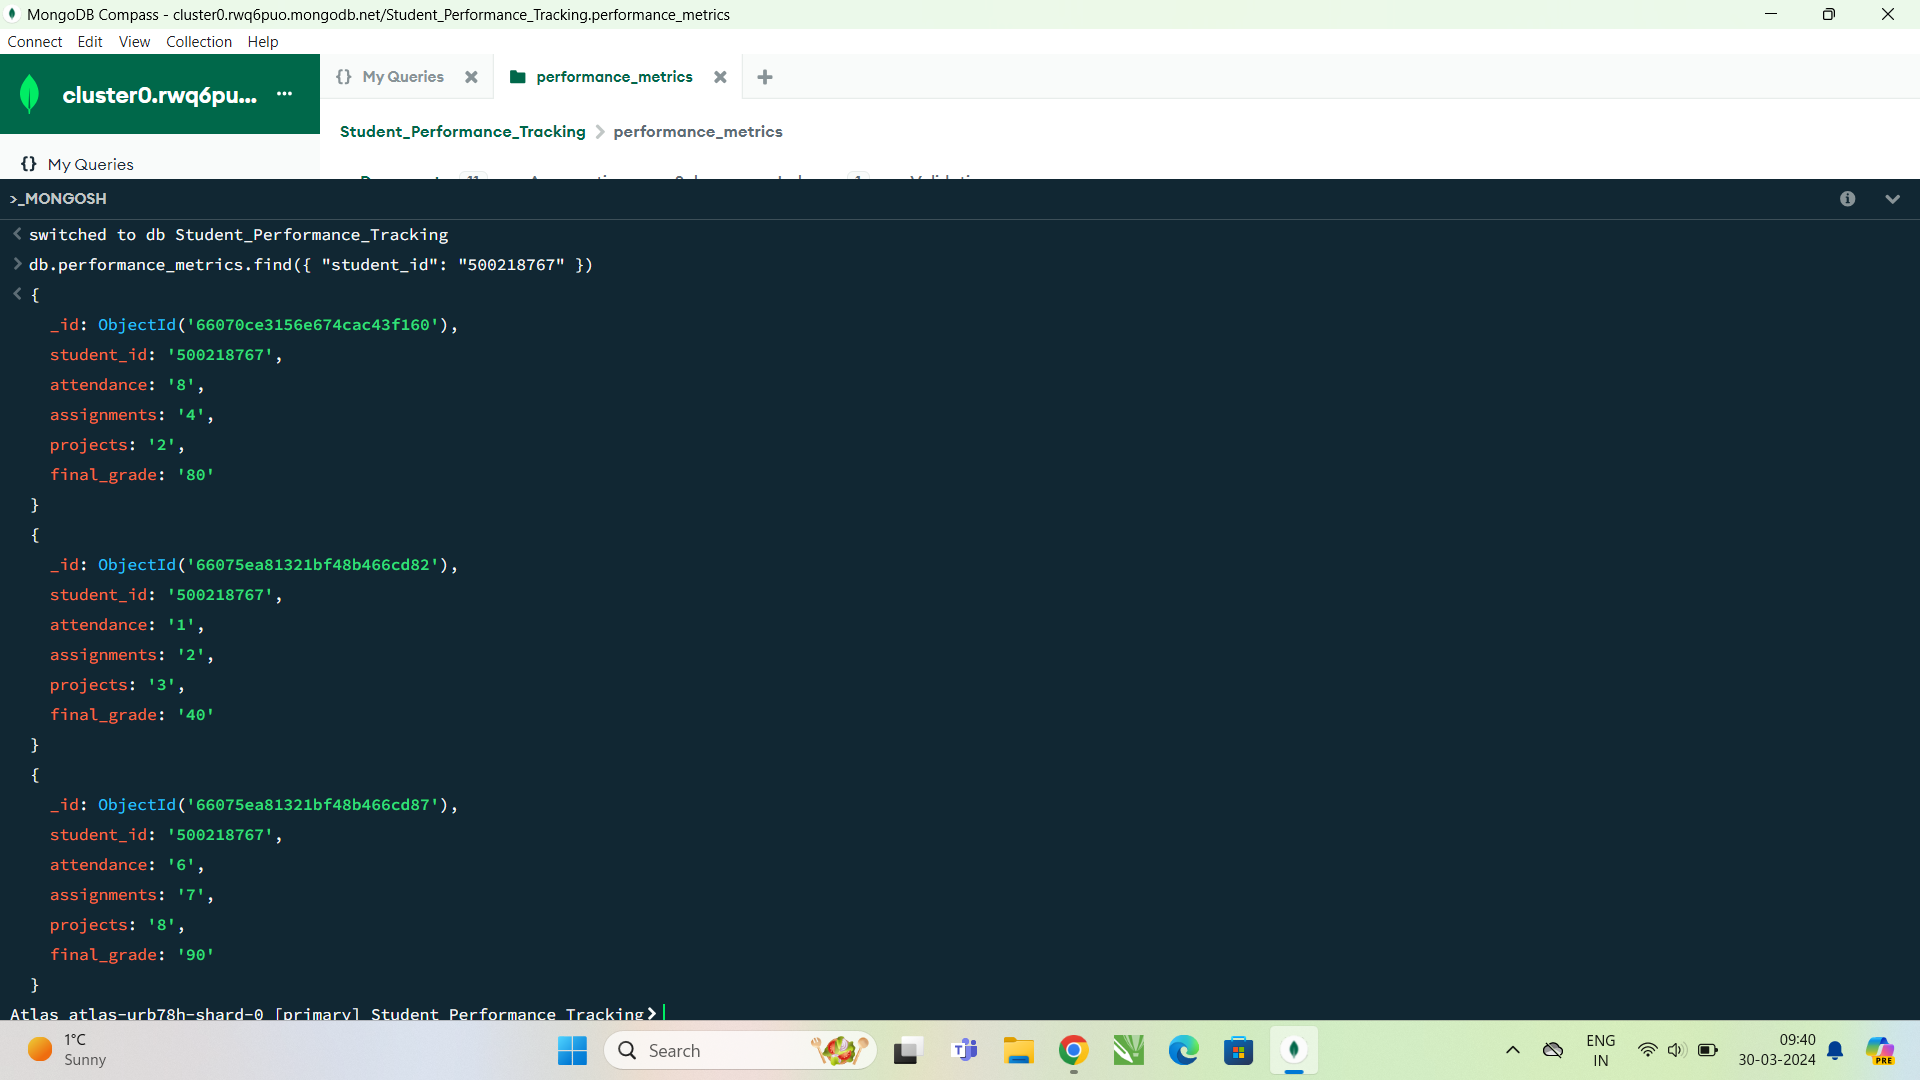 MongoDB Compass - cluster0.rwq6puo.mongodb.net/Student_Performance_Tracking.performance_metrics
Connect Edit View Collection Help
cluster0.rwq6pu... ...
{} My Queries performance_metrics
Student_Performance_Tracking > performance_metrics
{} My Queries
>_MONGOSH
< switched to db Student_Performance_Tracking
> db.performance_metrics.find({ "student_id": "500218767" })
< {
_id: ObjectId('66070ce3156e674cac43f160'),
student_id: '500218767',
attendance: '8',
assignments: '4',
projects: '2',
final_grade: '80'
}
{
_id: ObjectId('66075ea81321bf48b466cd82'),
student_id: '500218767',
attendance: '1',
assignments: '2',
projects: '3',
final_grade: '40'
}
{
_id: ObjectId('66075ea81321bf48b466cd87'),
student_id: '500218767',
attendance: '6',
assignments: '7',
projects: '8',
final_grade: '90'
}
Atlas atlas-urb78h-shard-0 [primary] Student_Performance_Tracking>
1°C
Sunny
Search
ENG
IN
09:40
30-03-2024
PRE